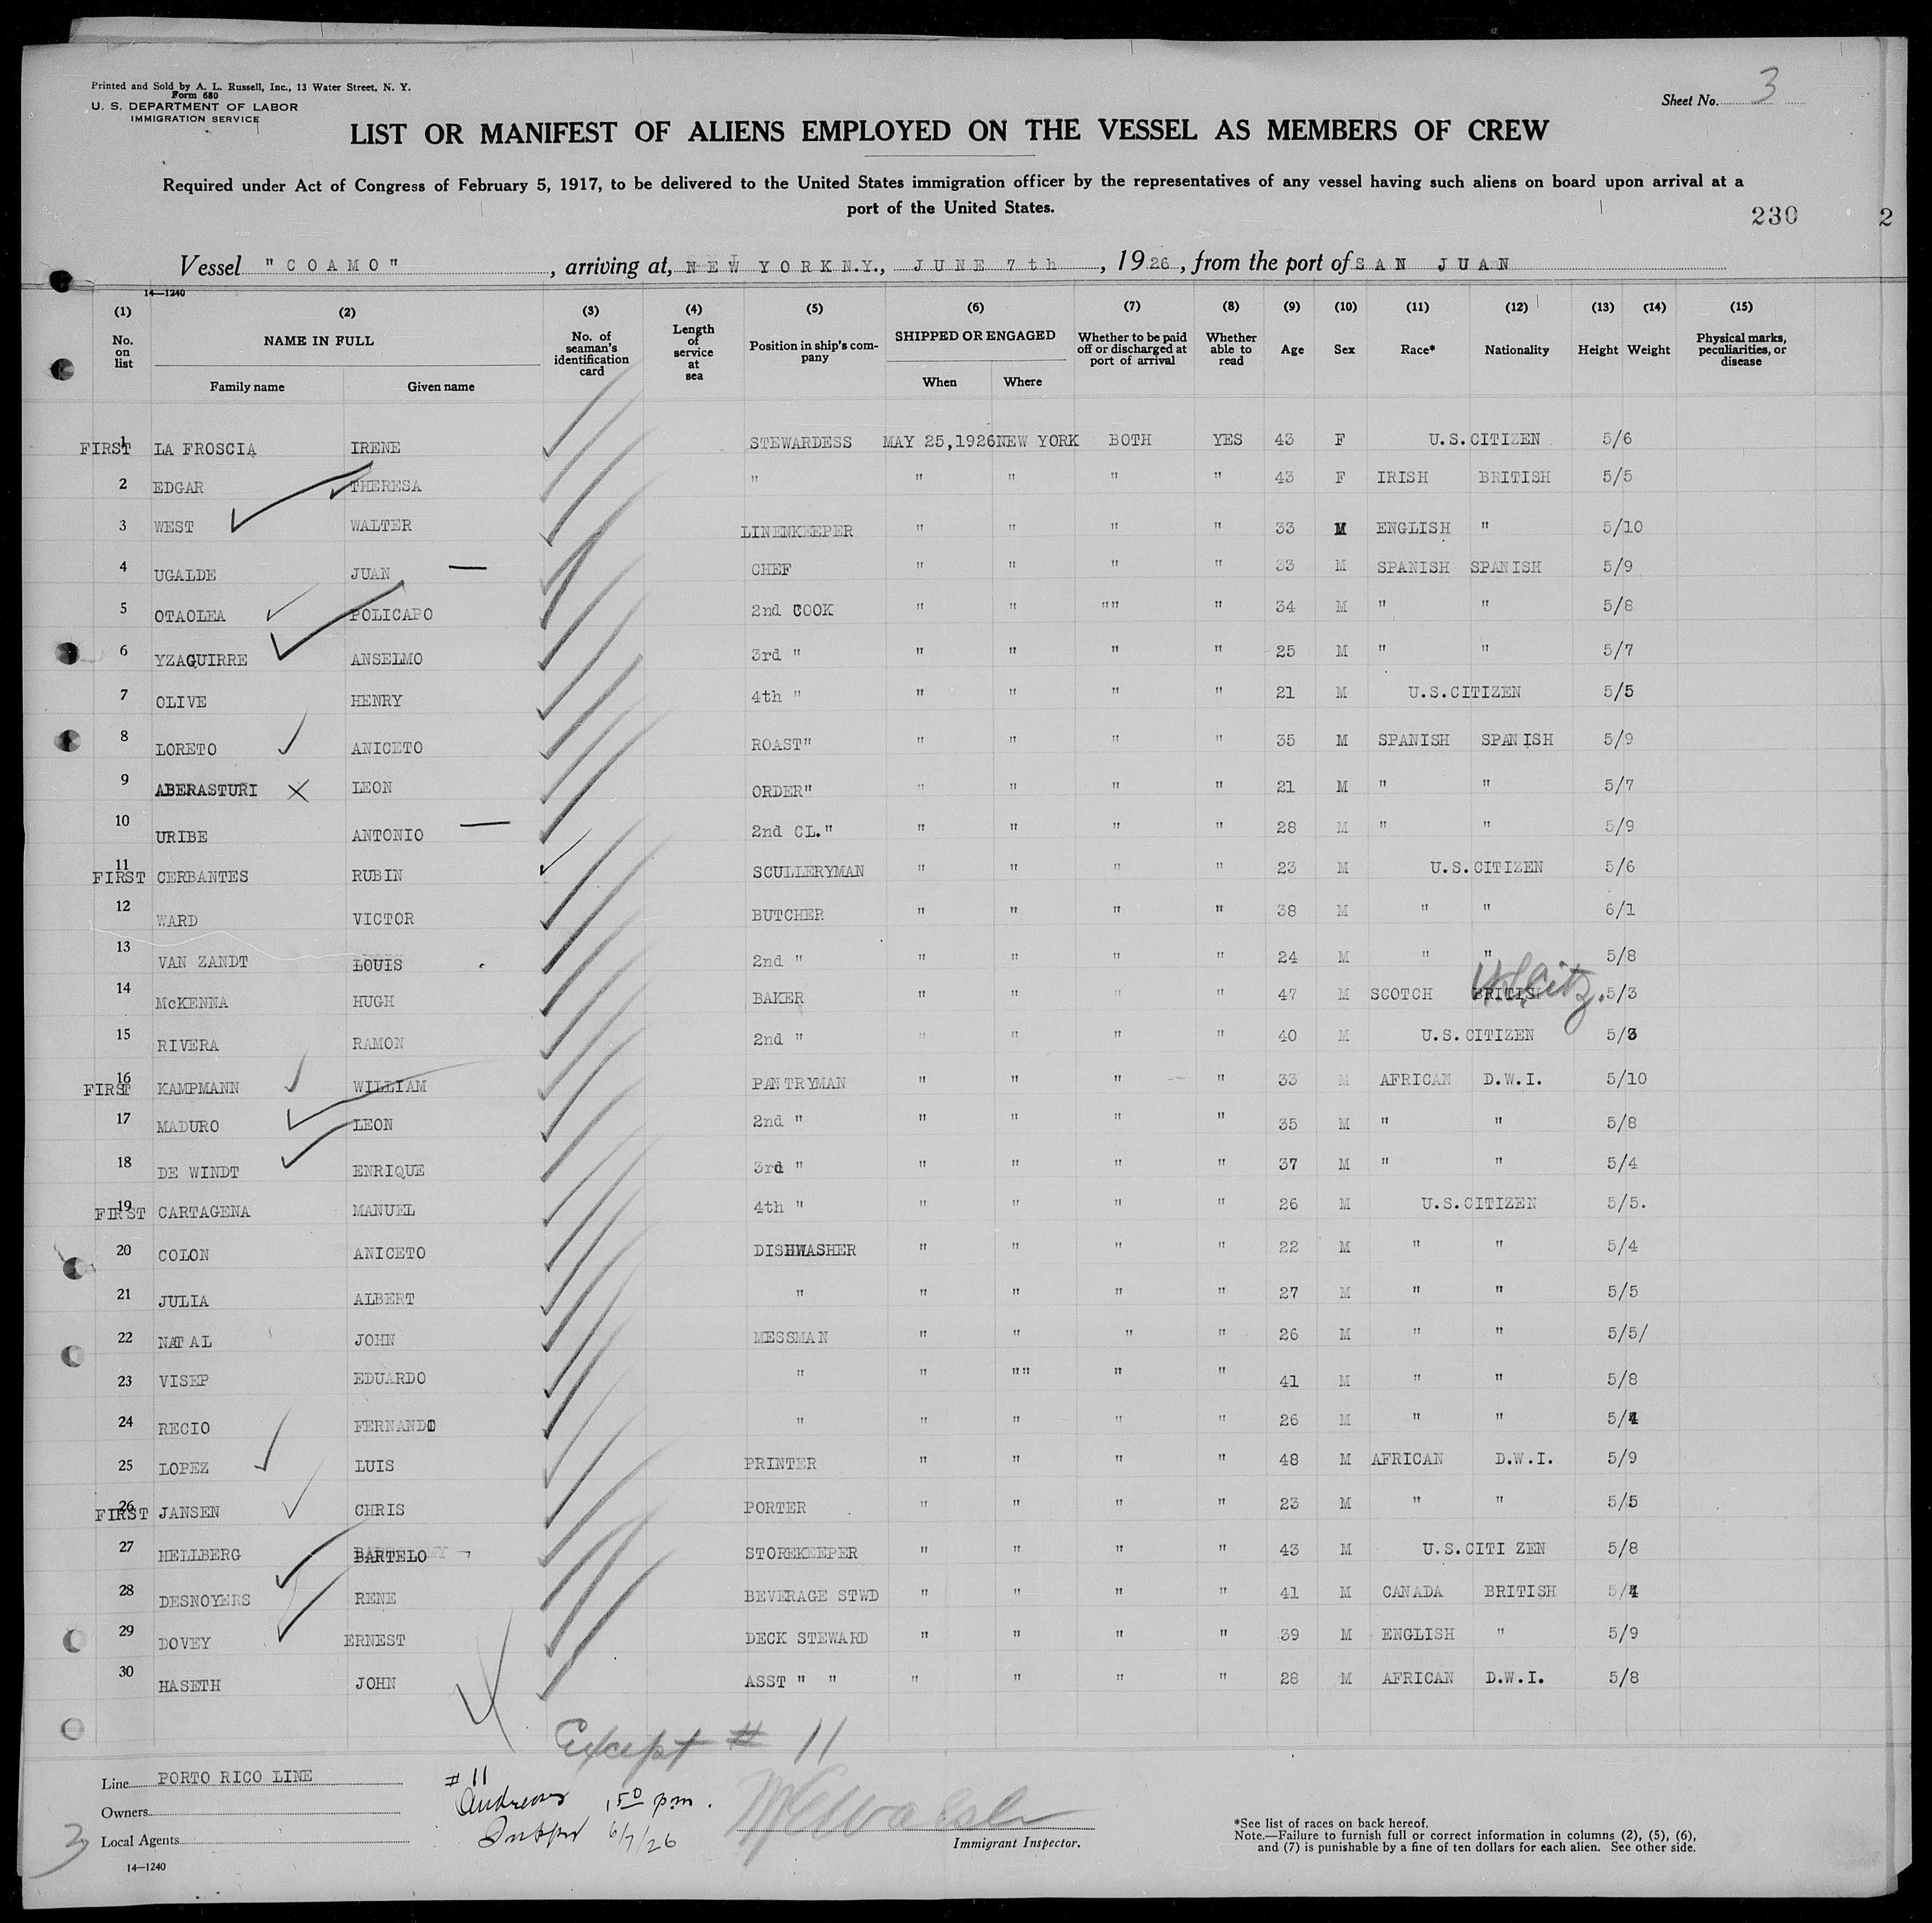 Printed and Sold by A. L. Russell, Inc., 13 Water Street, N. Y.
Form 680
U. S. DEPARTMENT OF LABOR
IMMIGRATION SERVICE
Sheet No. 3
LIST OR MANIFEST OF ALIENS EMPLOYED ON THE VESSEL AS MEMBERS OF CREW
Required under Act of Congress of February 5, 1917, to be delivered to the United States immigration officer by the representatives of any vessel having such aliens on board upon arrival at a
port of the United States.
230 2
Vessel "COAMO", arriving at, NEW YORK N.Y., JUNE 7th, 1926, from the port of SAN JUAN
14—1240
(1) (2) (3) (4) (5) (6) (7) (8) (9) (10) (11) (12) (13) (14) (15)
No. on list NAME IN FULL No. of seaman's identification card Length of service at sea Position in ship's company SHIPPED OR ENGAGED Whether to be paid off or discharged at port of arrival Whether able to read Age Sex Race* Nationality Height Weight Physical marks, peculiarities, or disease
Family name Given name When Where
FIRST 1 LA FROSCIA IRENE STEWARDESS MAY 25,1926 NEW YORK BOTH YES 43 F U.S.CITIZEN 5/6
2 EDGAR THERESA " " " " " 43 F IRISH BRITISH 5/5
3 WEST WALTER LINENKEEPER " " " " 33 M ENGLISH " 5/10
4 UGALDE JUAN — CHEF " " " " 33 M SPANISH SPANISH 5/9
5 OTAOLEA POLICAPO 2nd COOK " " "" " 34 M " " 5/8
6 YZAGUIRRE ANSELMO 3rd " " " " " 25 M " " 5/7
7 OLIVE HENRY 4th " " " " " 21 M U.S.CITIZEN 5/5
8 LORETO ANICETO ROAST" " " " " 35 M SPANISH SPANISH 5/9
9 ABERASTURI X LEON ORDER" " " " " 21 M " " 5/7
10 URIBE ANTONIO — 2nd CL." " " " " 28 M " " 5/9
FIRST 11 CERBANTES RUBIN SCULLERYMAN " " " " 23 M U.S.CITIZEN 5/6
12 WARD VICTOR BUTCHER " " " " 38 M " " 6/1
13 VAN ZANDT LOUIS 2nd " " " " " 24 M " " 5/8
14 McKENNA HUGH BAKER " " " " 47 M SCOTCH BRITISH U.S. Citz. 5/3
15 RIVERA RAMON 2nd " " " " " 40 M U.S.CITIZEN 5/3
FIRST 16 KAMPMANN WILLIAM PANTRYMAN " " " " 33 M AFRICAN D.W.I. 5/10
17 MADURO LEON 2nd " " " " " 35 M " " 5/8
18 DE WINDT ENRIQUE 3rd " " " " " 37 M " " 5/4
FIRST 19 CARTAGENA MANUEL 4th " " " " " 26 M U.S.CITIZEN 5/5.
20 COLON ANICETO DISHWASHER " " " " 22 M " " 5/4
21 JULIA ALBERT " " " " " 27 M " " 5/5
22 NATAL JOHN MESSMAN " " " " 26 M " " 5/5/
23 VISEP EDUARDO " " "" " " 41 M " " 5/8
24 RECIO FERNANDO " " " " " 26 M " " 5/4
25 LOPEZ LUIS PRINTER " " " " 48 M AFRICAN D.W.I. 5/9
FIRST 26 JANSEN CHRIS PORTER " " " " 23 M " " 5/5
27 HELLBERG BARTELO STOREKEEPER " " " " 43 M U.S.CITI ZEN 5/8
28 DESNOYERS RENE BEVERAGE STWD " " " " 41 M CANADA BRITISH 5/4
29 DOVEY ERNEST DECK STEWARD " " " " 39 M ENGLISH " 5/9
30 HASETH JOHN ASST " " " " " " 28 M AFRICAN D.W.I. 5/8
Except # 11
Line PORTO RICO LINE
Owners
Local Agents
14—1240
3
# 11
Andrews 1 50 pm.
6/7/26
Immigrant Inspector.
*See list of races on back hereof.
Note.—Failure to furnish full or correct information in columns (2), (5), (6),
and (7) is punishable by a fine of ten dollars for each alien. See other side.